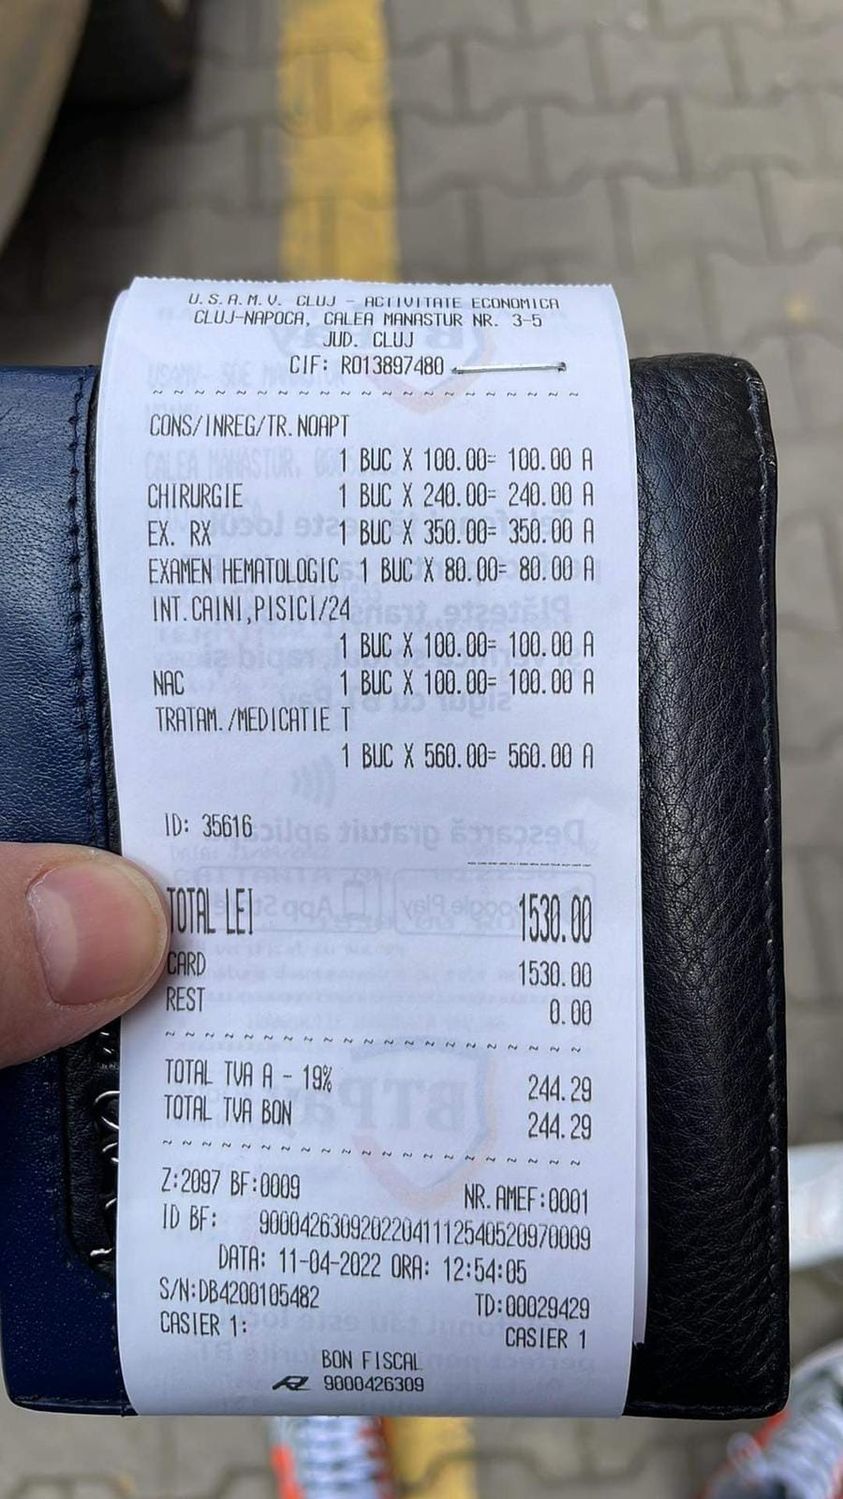 U.S.A.M.V. CLUJ - ACTIVITATE ECONOMICA
CLUJ-NAPOCA, CALEA MANASTUR NR. 3-5
JUD. CLUJ
CIF: RO13897480
CONS/INREG/TR.NOAPT
1 BUC X 100.00= 100.00 A
CHIRURGIE 1 BUC X 240.00= 240.00 A
EX. RX 1 BUC X 350.00= 350.00 A
EXAMEN HEMATOLOGIC 1 BUC X 80.00= 80.00 A
INT.CAINI,PISICI/24
1 BUC X 100.00= 100.00 A
NAC 1 BUC X 100.00= 100.00 A
TRATAM./MEDICATIE T
1 BUC X 560.00= 560.00 A
ID: 35616
TOTAL LEI 1530.00
CARD 1530.00
REST 0.00
TOTAL TVA A - 19% 244.29
TOTAL TVA BON 244.29
Z:2097 BF:0009 NR.AMEF:0001
ID BF: 90004263092022041112540520970009
DATA: 11-04-2022 ORA: 12:54:05
S/N:DB4200105482 TD:00029429
CASIER 1: CASIER 1
BON FISCAL
9000426309